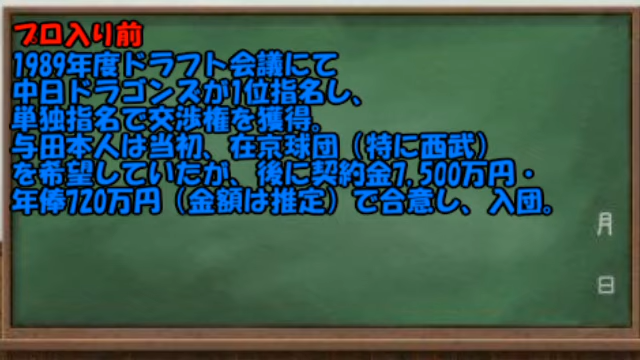 プロ入り前
1989年度ドラフト会議にて
中日ドラゴンズが1位指名し、
単独指名で交渉権を獲得。
与田本人は当初、在京球団（特に西武）
を希望していたが、後に契約金7,500万円・
年俸720万円（金額は推定）で合意し、入団。
月
日